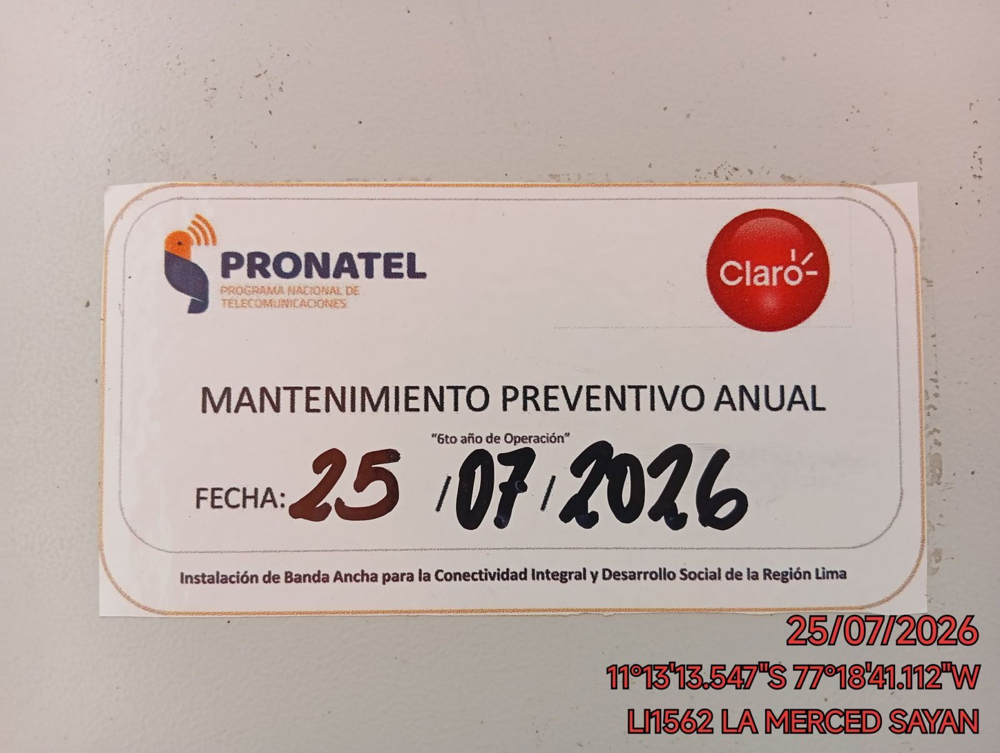 PRONATEL
PROGRAMA NACIONAL DE
TELECOMUNICACIONES
Claro
MANTENIMIENTO PREVENTIVO ANUAL
"6to año de Operación"
FECHA: 25 / 07 / 2026
Instalación de Banda Ancha para la Conectividad Integral y Desarrollo Social de la Región Lima
25/07/2026
11°13'13.547"S 77°18'41.112"W
LI1562 LA MERCED SAYAN